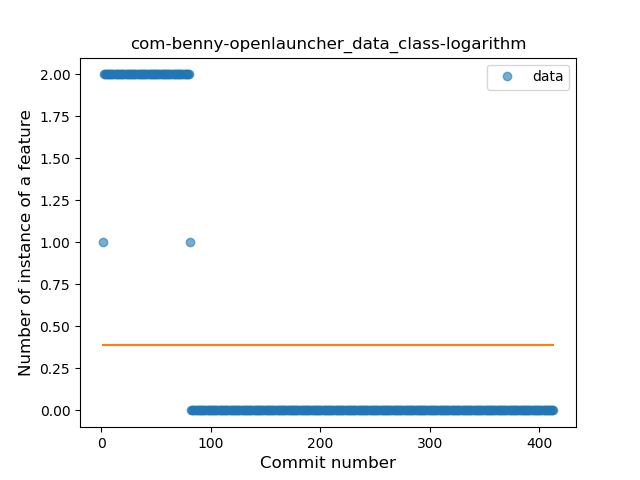 com-benny-openlauncher_data_class-logarithm
data
2.00
1.75
1.50
1.25
1.00
0.75
0.50
0.25
0.00
Number of instance of a feature
0 100 200 300 400
Commit number